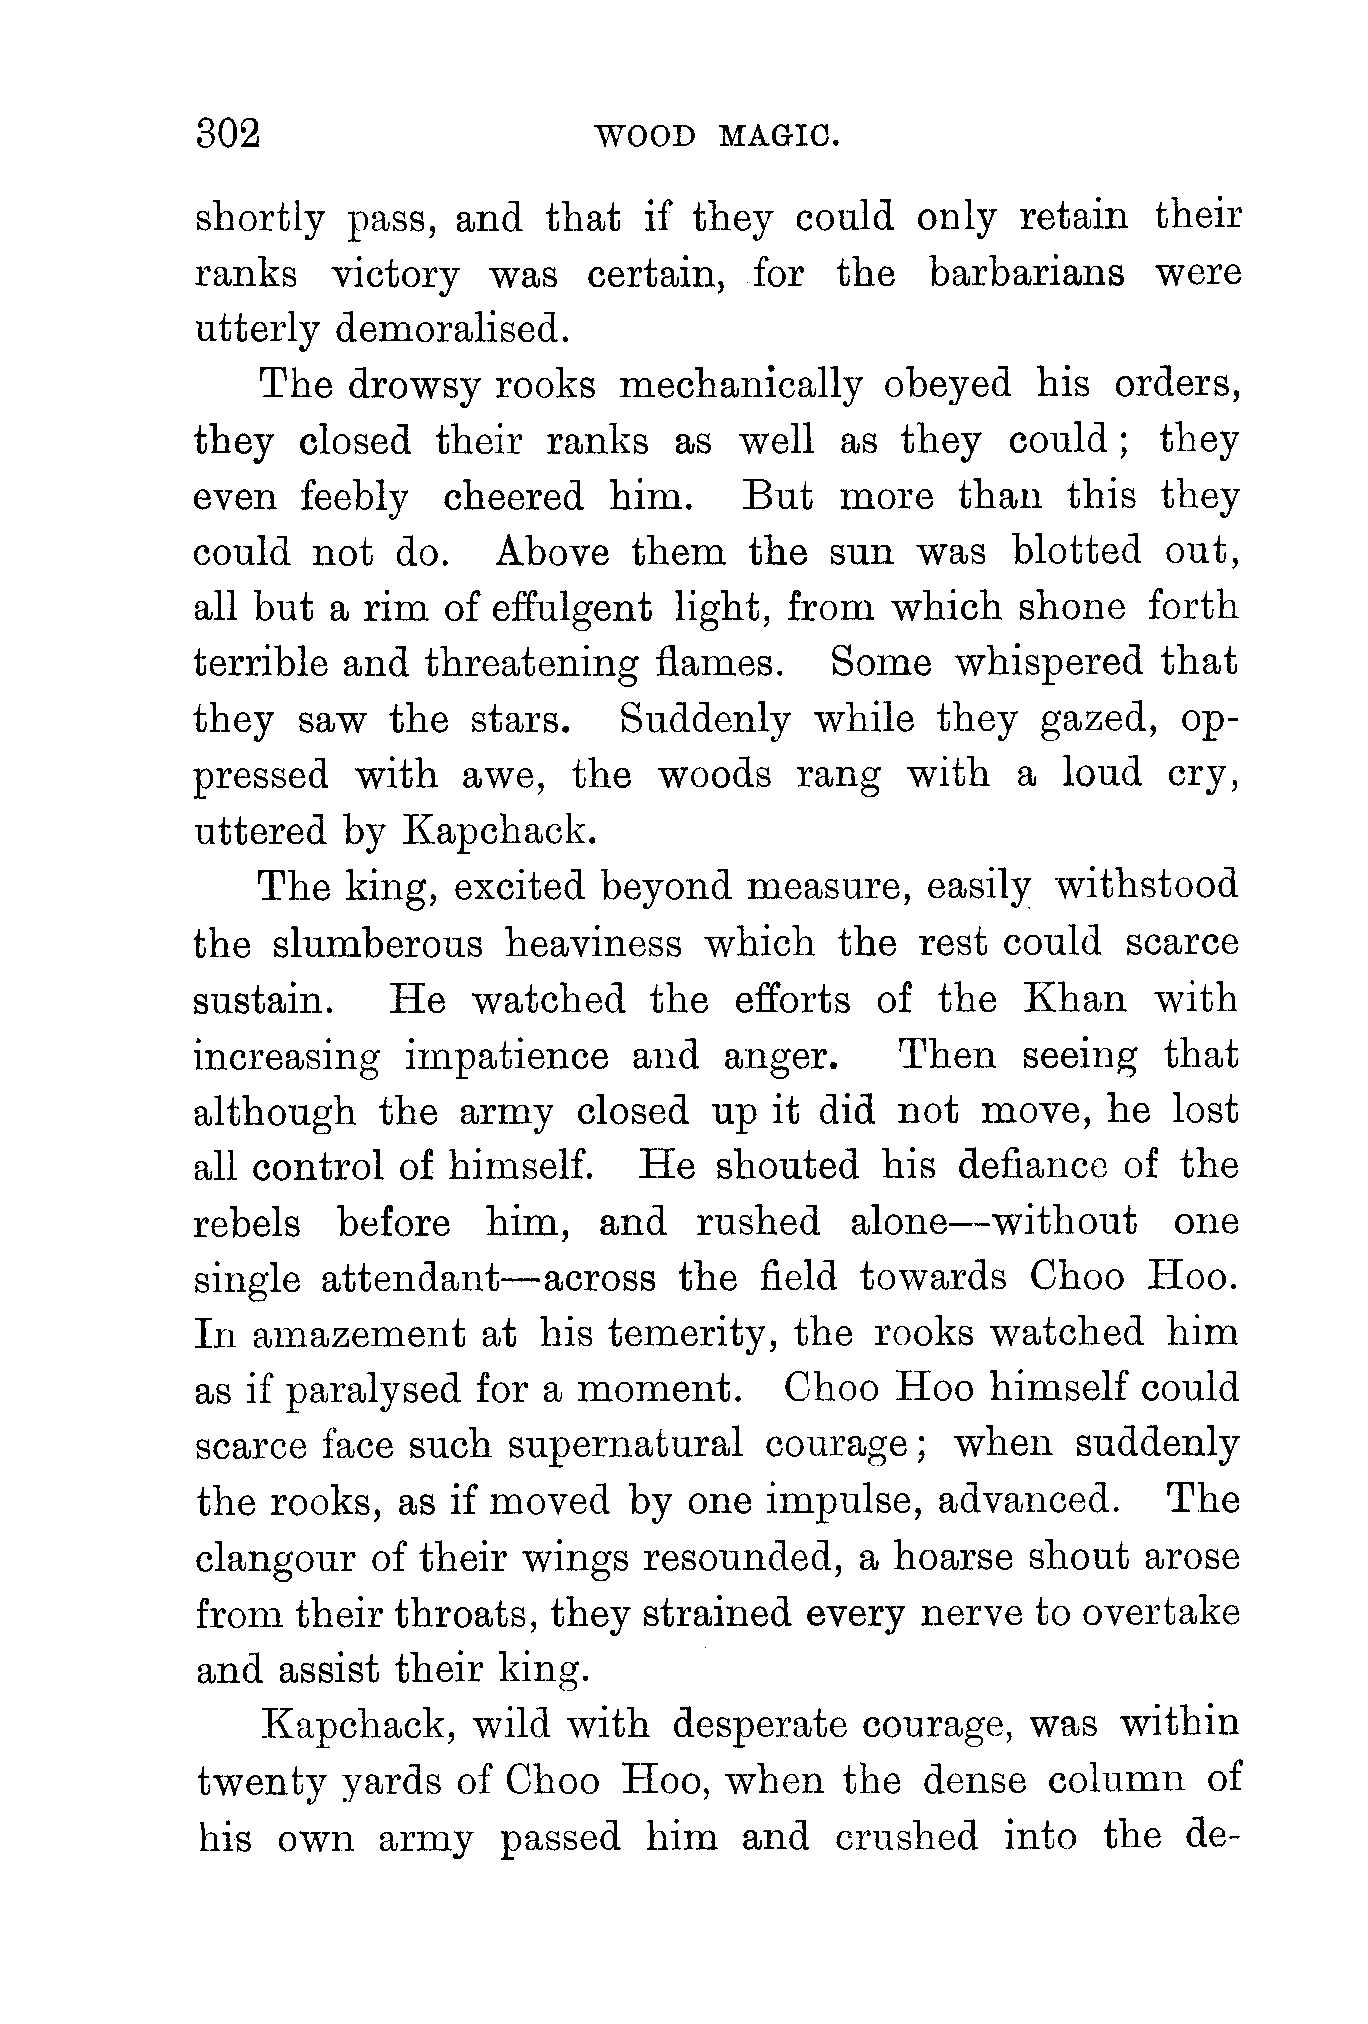 302 WOOD MAGIC.
shortly pass, and that if they could only retain their
ranks victory was certain, for the barbarians were
utterly demoralised.
The drowsy rooks mechanically obeyed his orders,
they closed their ranks as well as they could ; they
even feebly cheered him. But more than this they
could not do. Above them the sun was blotted out,
all but a rim of effulgent light, from which shone forth
terrible and threatening flames. Some whispered that
they saw the stars. Suddenly while they gazed, op-
pressed with awe, the woods rang with a loud cry,
uttered by Kapchack.
The king, excited beyond measure, easily withstood
the slumberous heaviness which the rest could scarce
sustain. He watched the efforts of the Khan with
increasing impatience and anger. Then seeing that
although the army closed up it did not move, he lost
all control of himself. He shouted his defiance of the
rebels before him, and rushed alone—without one
single attendant—across the field towards Choo Hoo.
In amazement at his temerity, the rooks watched him
as if paralysed for a moment. Choo Hoo himself could
scarce face such supernatural courage ; when suddenly
the rooks, as if moved by one impulse, advanced. The
clangour of their wings resounded, a hoarse shout arose
from their throats, they strained every nerve to overtake
and assist their king.
Kapchack, wild with desperate courage, was within
twenty yards of Choo Hoo, when the dense column of
his own army passed him and crushed into the de-